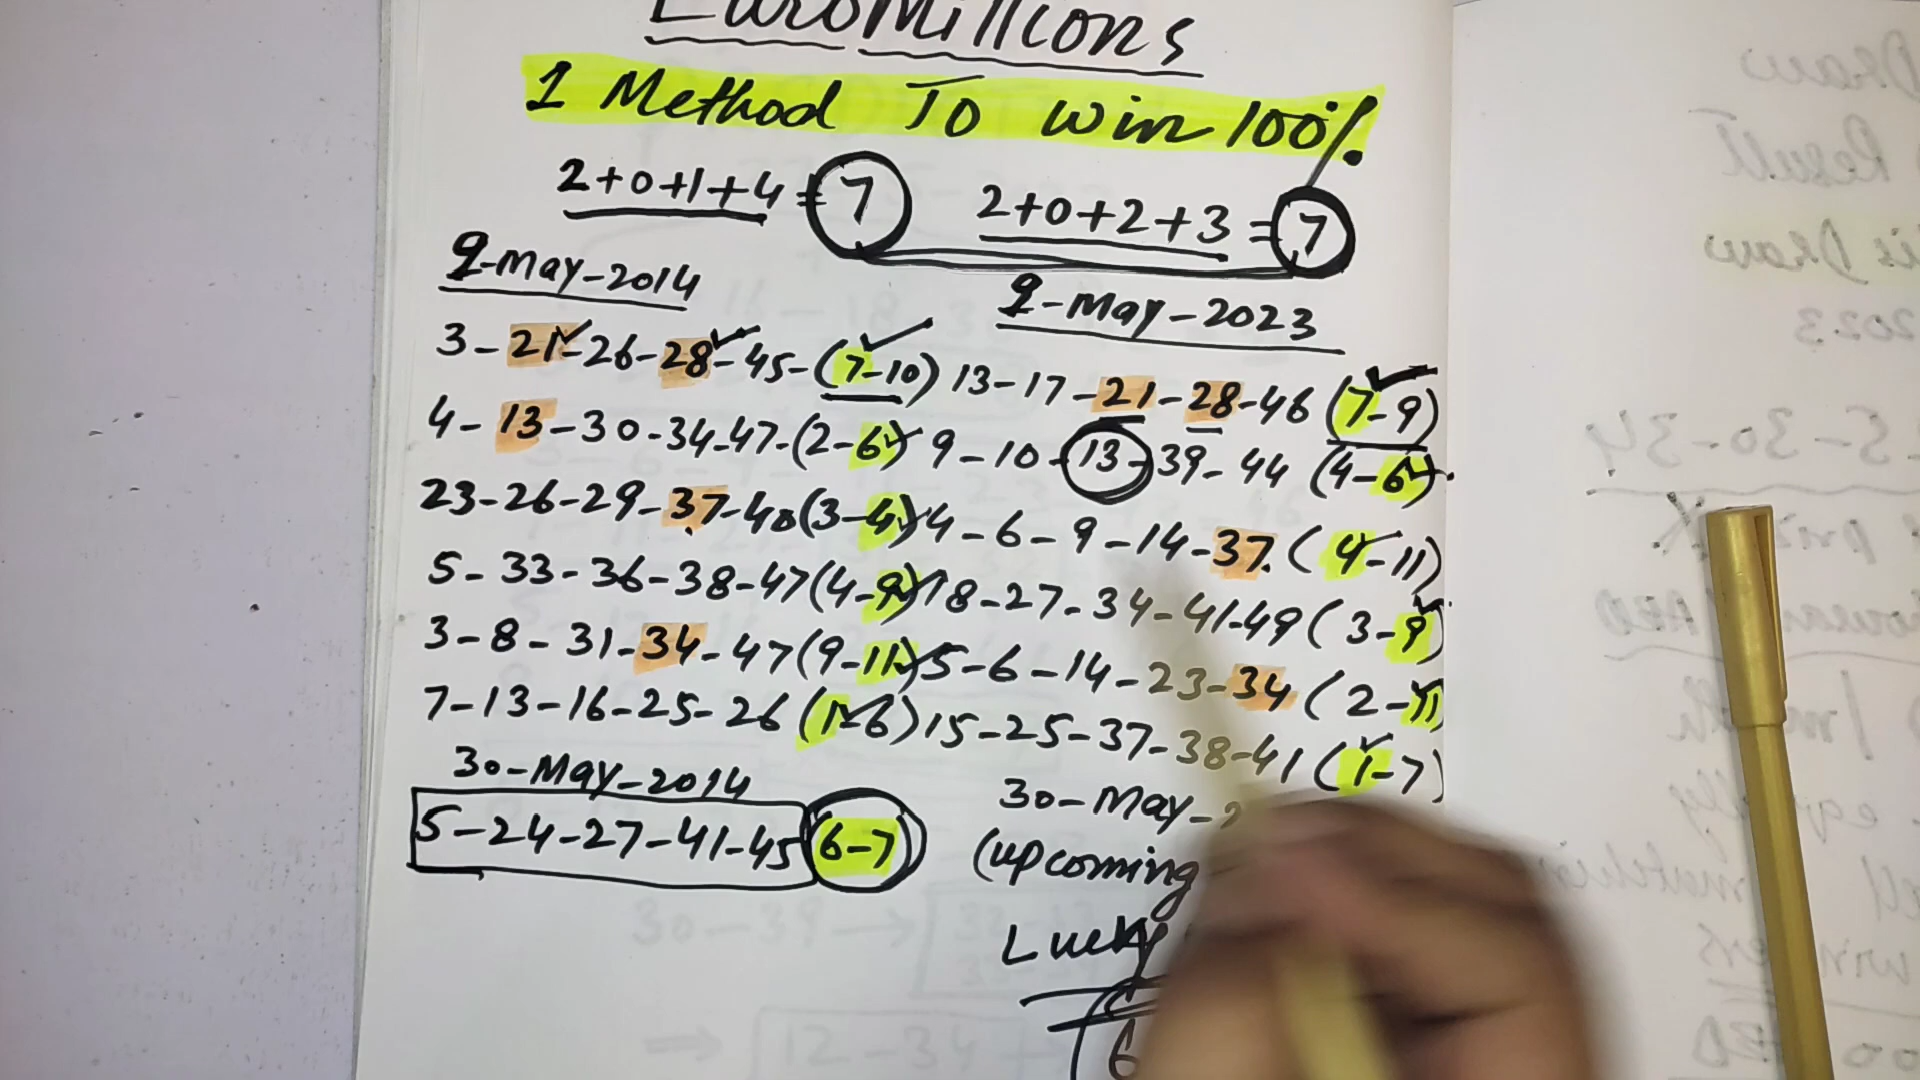 EuroMillions
1 Method To Win 100%
2+0+1+4=7 2+0+2+3=7
9-May-2014 9-May-2023
3-21-26-28-45-(7-10) 13-17-21-28-46 (7-9)
4-13-30-34-47-(2-6) 9-10-13-39-44 (4-6)
23-26-29-37-40(3-4) 4-6-9-14-37. (4-11)
5-33-36-38-47(4-9) 18-27-34-41-49 (3-9)
3-8-31-34-47(9-11) 5-6-14-23-34 (2-11)
7-13-16-25-26 (1-6) 15-25-37-38-41 (1-7)
30-May-2014 30-May-2
5-24-27-41-45 (6-7) (upcoming
Lucky
6